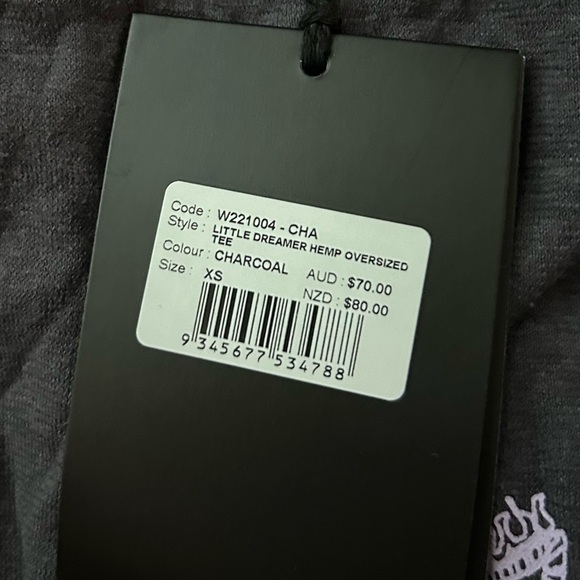 Code : W221004 - CHA
Style : LITTLE DREAMER HEMP OVERSIZED
TEE
Colour : CHARCOAL AUD : $70.00
Size : XS NZD : $80.00
9 345677 534788